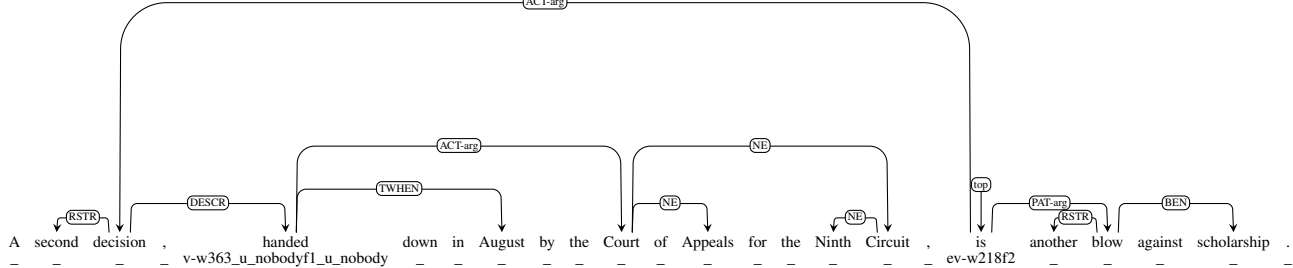 ACT-arg
ACT-arg NE
top
TWHEN
RSTR DESCR NE NE PAT-arg BEN
RSTR
A second decision , handed down in August by the Court of Appeals for the Ninth Circuit , is another blow against scholarship .
_ _ _ _ v-w363_u_nobodyf1_u_nobody _ _ _ _ _ _ _ _ _ _ _ _ _ ev-w218f2 _ _ _ _ _